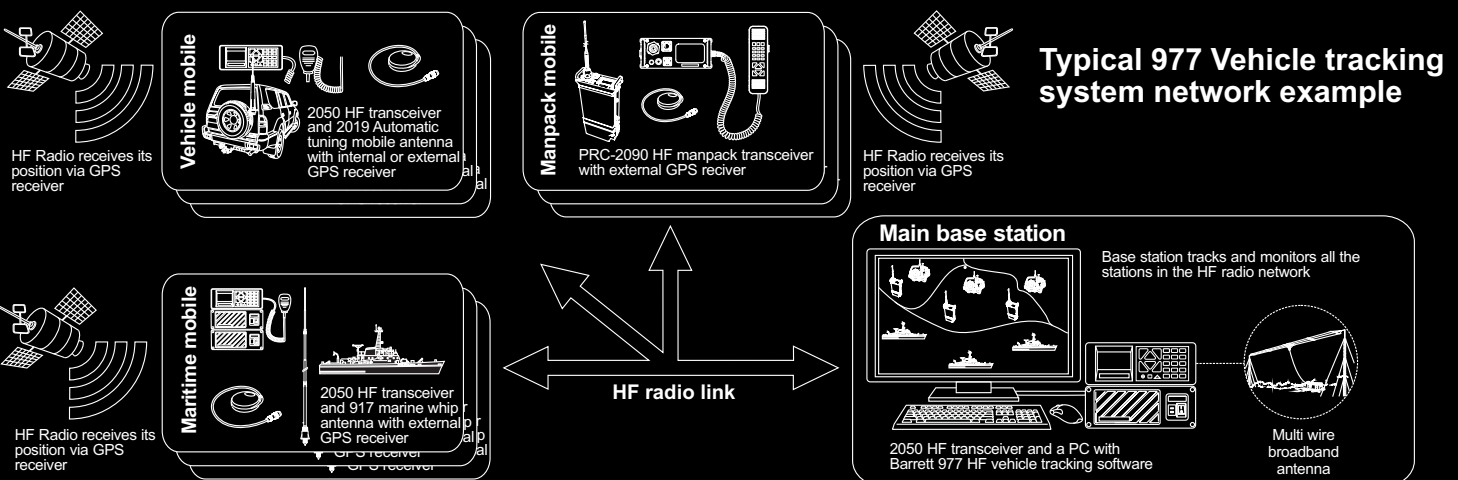 Typical 977 Vehicle tracking
system network example
HF Radio receives its
position via GPS
receiver
Vehicle mobile
2050 HF transceiver
and 2019 Automatic
tuning mobile antenna
with internal or external
GPS receiver
Manpack mobile
PRC-2090 HF manpack transceiver
with external GPS reciver
HF Radio receives its
position via GPS
receiver
HF Radio receives its
position via GPS
receiver
Maritime mobile
2050 HF transceiver
and 917 marine whip
antenna with external
GPS receiver
GPS receiver
GPS receiver
HF radio link
Main base station
Base station tracks and monitors all the
stations in the HF radio network
2050 HF transceiver and a PC with
Barrett 977 HF vehicle tracking software
Multi wire
broadband
antenna